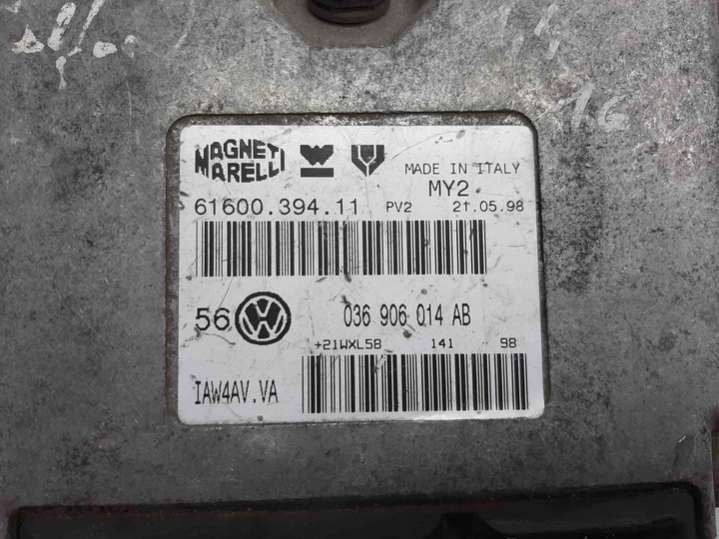 MAGNETI MARELLI
MADE IN ITALY
MY2
61600.394.11 PV2 21.05.98
56 036 906 014 AB
+21WXL58 141 98
IAW4AV.VA